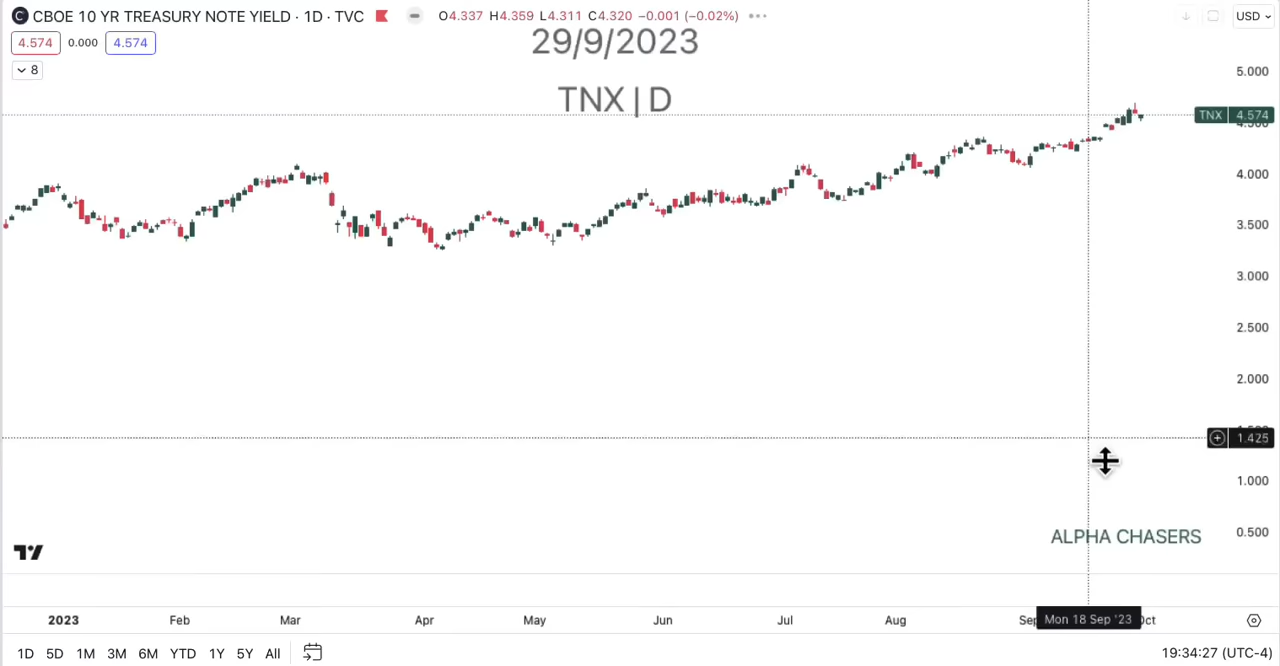 CBOE 10 YR TREASURY NOTE YIELD · 1D · TVC O4.337 H4.359 L4.311 C4.320 −0.001 (−0.02%) USD
4.574 0.000 4.574
29/9/2023
8
5.000
TNX | D
TNX 4.574
4.000
3.500
3.000
2.500
2.000
1.425
1.000
0.500
ALPHA CHASERS
2023 Feb Mar Apr May Jun Jul Aug Mon 18 Sep '23
1D 5D 1M 3M 6M YTD 1Y 5Y All 19:34:27 (UTC-4)